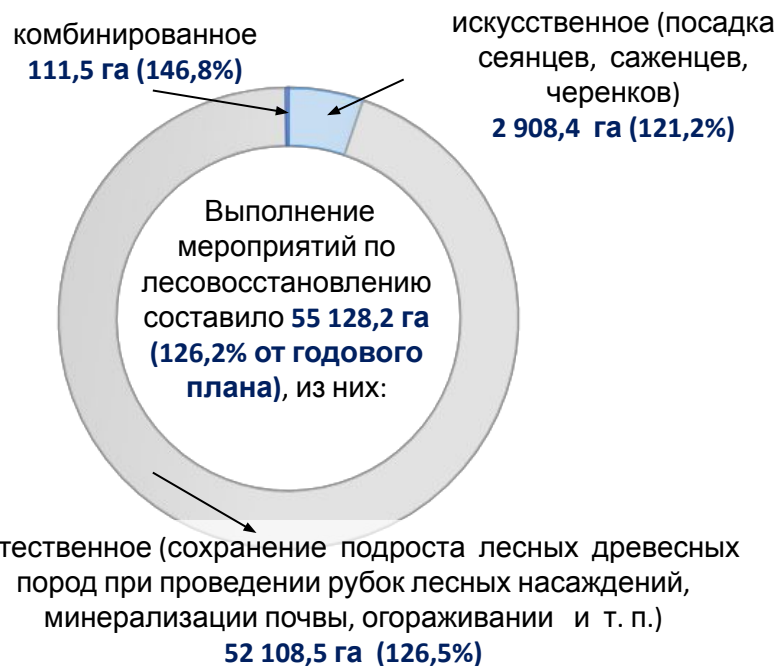 комбинированное
111,5 га (146,8%)
искусственное (посадка
сеянцев, саженцев,
черенков)
2 908,4 га (121,2%)
Выполнение
мероприятий по
лесовосстановлению
составило 55 128,2 га
(126,2% от годового
плана), из них:
тественное (сохранение подроста лесных древесных
пород при проведении рубок лесных насаждений,
минерализации почвы, огораживании и т. п.)
52 108,5 га (126,5%)